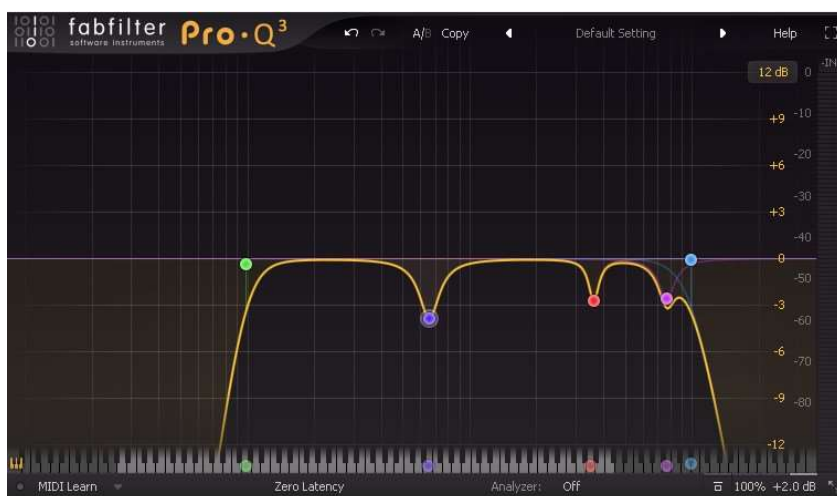 fabfilter Pro·Q³ A/B Copy Default Setting Help
software instruments
-IN
12 dB 0
+9 -10
+6 -20
-30
+3
-40
0
-50
-3
-60
-6
-70
-9 -80
-12
MIDI Learn Zero Latency Analyzer: Off 100% +2.0 dB